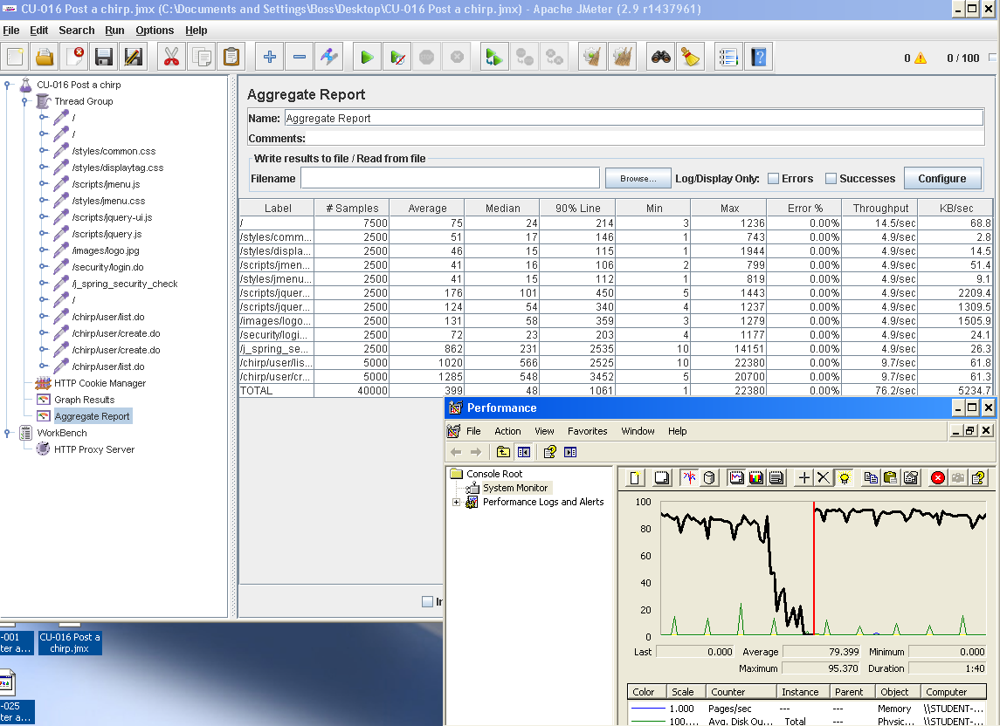 CU-016 Post a chirp.jmx (C:\Documents and Settings\Boss\Desktop\CU-016 Post a chirp.jmx) - Apache JMeter (2.9 r1437961)
File Edit Search Run Options Help
0 0 / 100
CU-016 Post a chirp
Thread Group
/
/
/styles/common.css
/styles/displaytag.css
/scripts/jmenu.js
/styles/jmenu.css
/scripts/jquery-ui.js
/scripts/jquery.js
/images/logo.jpg
/security/login.do
/j_spring_security_check
/
/chirp/user/list.do
/chirp/user/create.do
/chirp/user/create.do
/chirp/user/list.do
HTTP Cookie Manager
Graph Results
Aggregate Report
WorkBench
HTTP Proxy Server
Aggregate Report
Name: Aggregate Report
Comments:
Write results to file / Read from file
Filename Browse... Log/Display Only: Errors Successes Configure
Label # Samples Average Median 90% Line Min Max Error % Throughput KB/sec
/ 7500 75 24 214 3 1236 0.00% 14.5/sec 68.8
/styles/comm... 2500 51 17 146 1 743 0.00% 4.9/sec 2.8
/styles/displa... 2500 46 15 115 1 1944 0.00% 4.9/sec 14.5
/scripts/jmen... 2500 41 16 106 2 799 0.00% 4.9/sec 51.4
/styles/jmenu... 2500 41 15 112 1 819 0.00% 4.9/sec 9.1
/scripts/jquer... 2500 176 101 450 5 1443 0.00% 4.9/sec 2209.4
/scripts/jquer... 2500 124 54 340 4 1237 0.00% 4.9/sec 1309.5
/images/logo... 2500 131 58 359 3 1279 0.00% 4.9/sec 1505.9
/security/logi... 2500 72 23 203 4 1177 0.00% 4.9/sec 24.1
/j_spring_se... 2500 862 231 2535 10 14151 0.00% 4.9/sec 26.3
/chirp/user/lis... 5000 1020 566 2525 10 22380 0.00% 9.7/sec 61.8
/chirp/user/cr... 5000 1285 548 3452 10 20700 0.00% 9.7/sec 61.3
TOTAL 40000 399 48 1061 1 22380 0.00% 76.2/sec 5234.7
Performance
File Action View Favorites Window Help
Console Root
System Monitor
Performance Logs and Alerts
100
80
60
40
20
0
Last 0.000 Average 79.399 Minimum 0.000
Maximum 95.370 Duration 1:40
Color Scale Counter Instance Parent Object Computer
1.000 Pages/sec --- --- Memory \\STUDENT-...
100.... Avg. Disk Qu... _Total --- Physic... \\STUDENT-...
-001
ter a...
CU-016 Post a
chirp.jmx
-025
ter a...